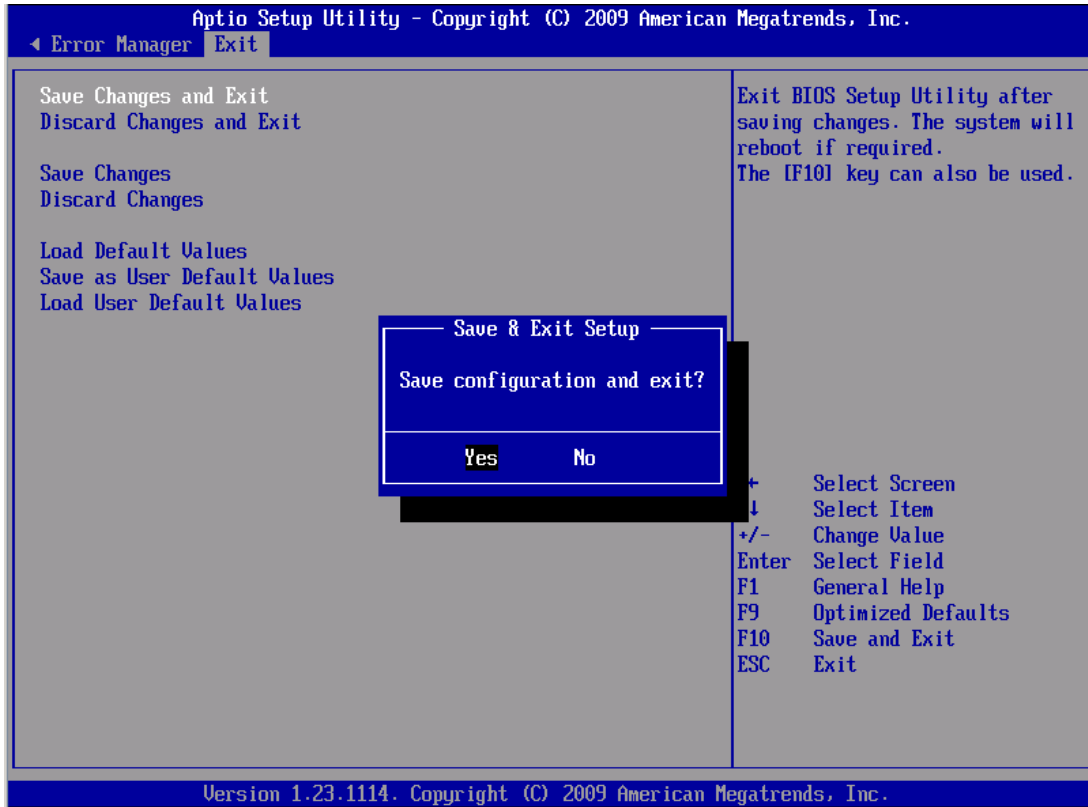 Aptio Setup Utility - Copyright (C) 2009 American Megatrends, Inc.
Error Manager Exit
Save Changes and Exit
Discard Changes and Exit
Save Changes
Discard Changes
Load Default Values
Save as User Default Values
Load User Default Values
Exit BIOS Setup Utility after
saving changes. The system will
reboot if required.
The [F10] key can also be used.
Save & Exit Setup
Save configuration and exit?
Yes No
Select Screen
Select Item
+/- Change Value
Enter Select Field
F1 General Help
F9 Optimized Defaults
F10 Save and Exit
ESC Exit
Version 1.23.1114. Copyright (C) 2009 American Megatrends, Inc.